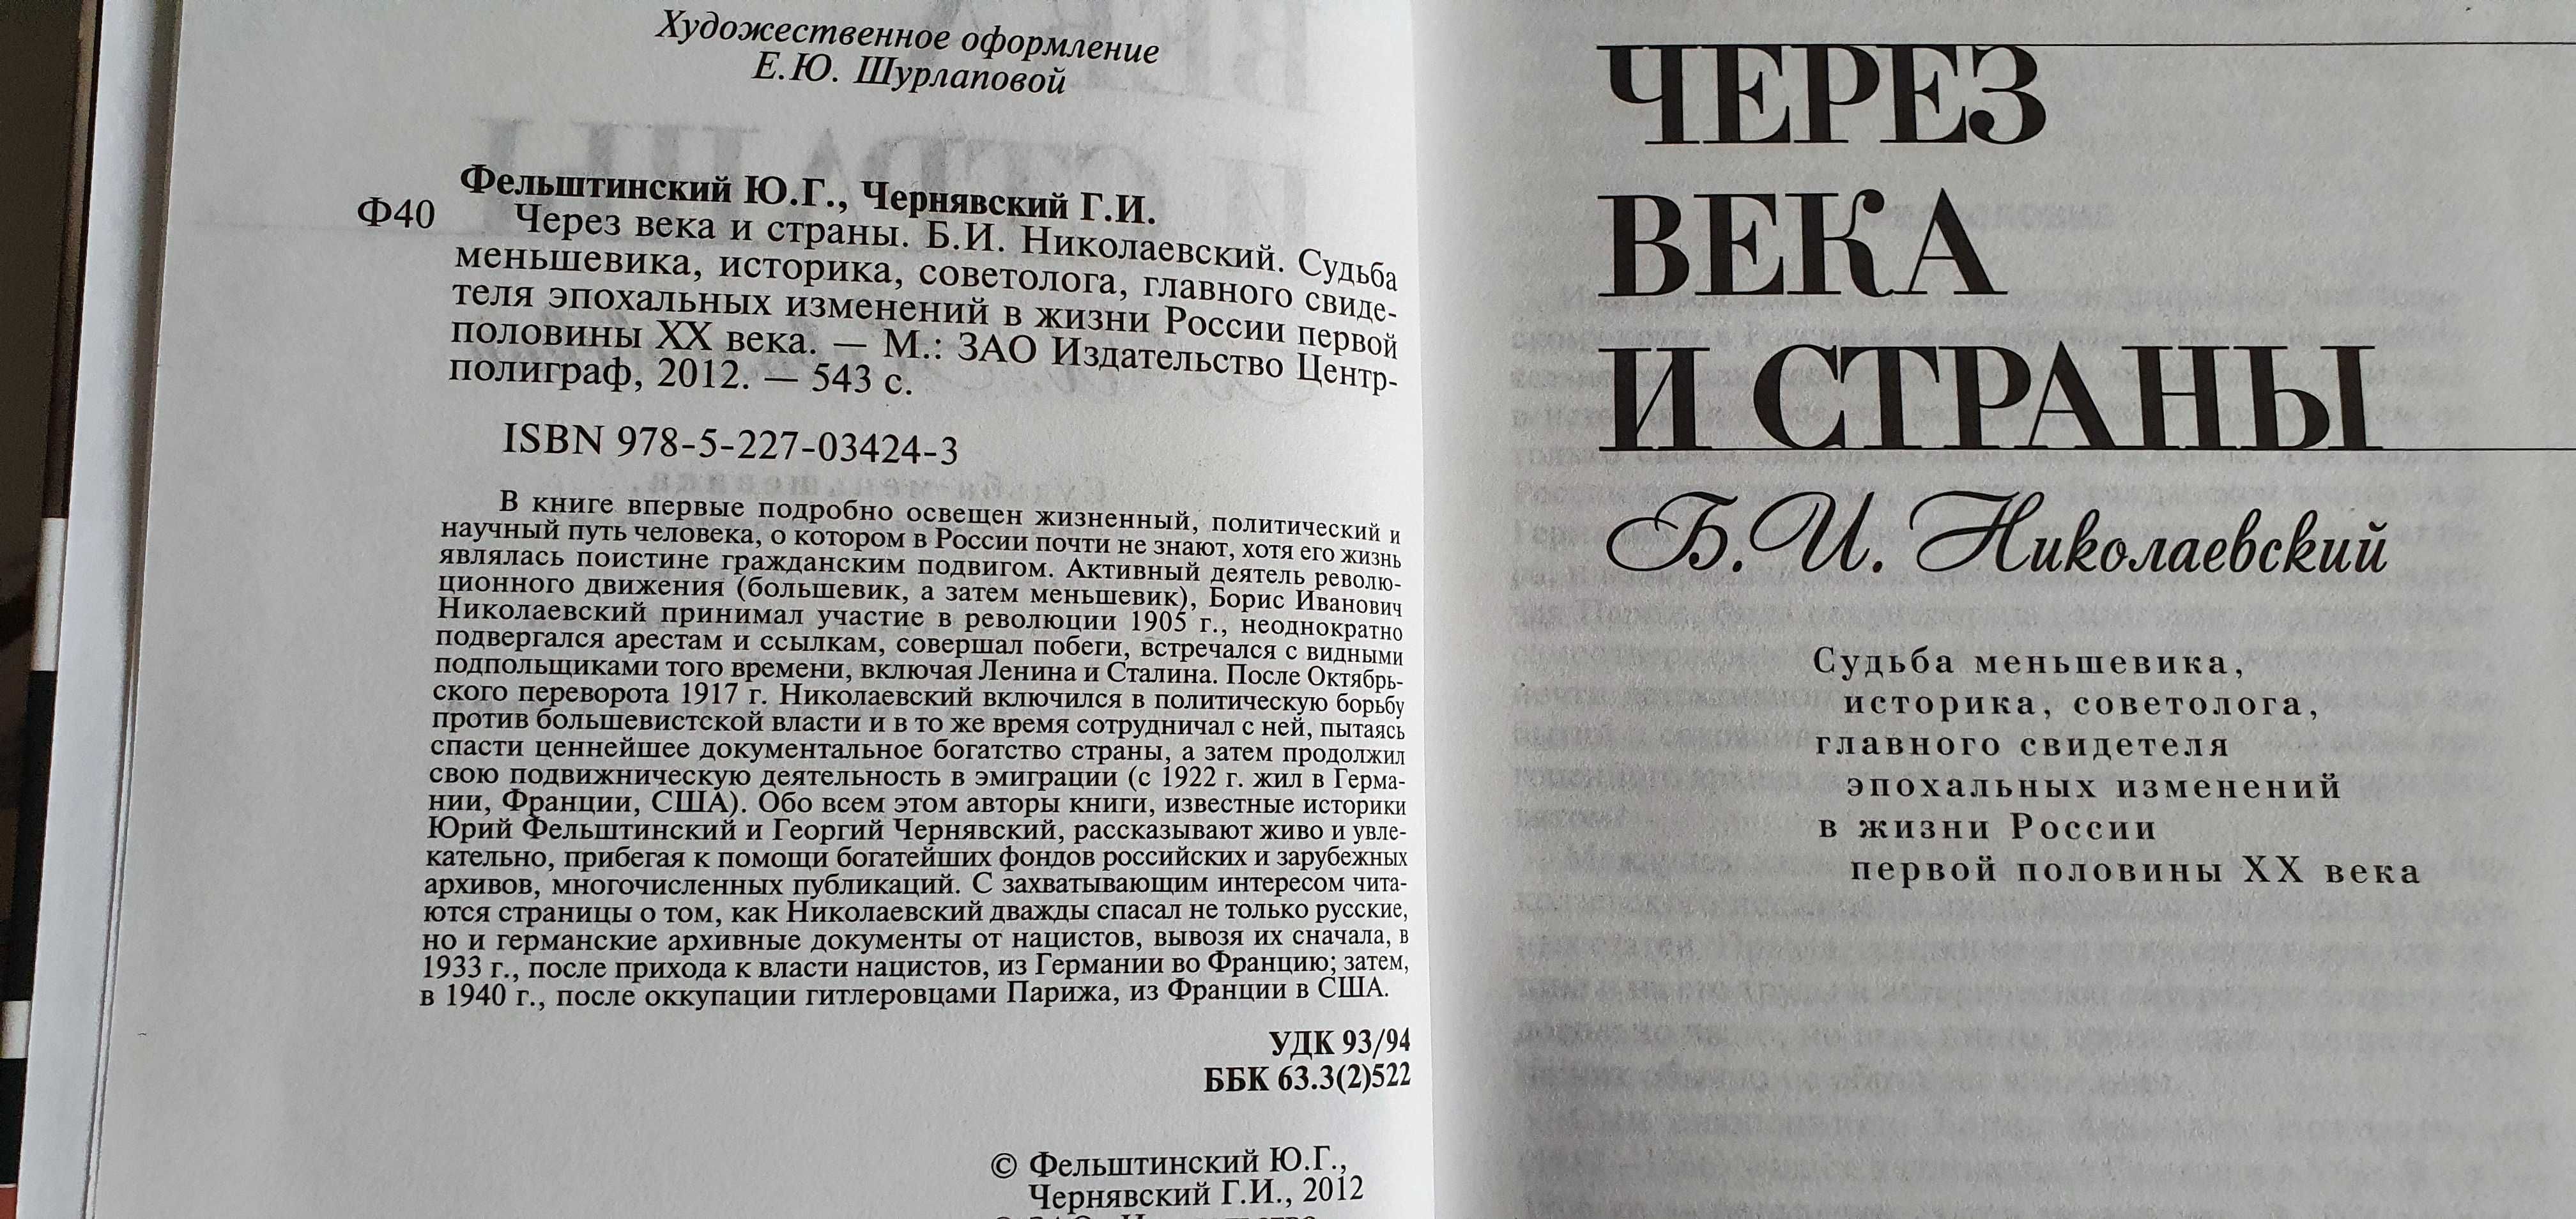 Художественное оформление
Е.Ю. Шурлаповой
Фельштинский Ю.Г., Чернявский Г.И.
Ф40 Через века и страны. Б.И. Николаевский. Судьба
меньшевика, историка, советолога, главного свиде-
теля эпохальных изменений в жизни России первой
половины XX века. — М.: ЗАО Издательство Центр-
полиграф, 2012. — 543 с.
ISBN 978-5-227-03424-3
В книге впервые подробно освещен жизненный, политический и
научный путь человека, о котором в России почти не знают, хотя его жизнь
являлась поистине гражданским подвигом. Активный деятель револю-
ционного движения (большевик, а затем меньшевик), Борис Иванович
Николаевский принимал участие в революции 1905 г., неоднократно
подвергался арестам и ссылкам, совершал побеги, встречался с видными
подпольщиками того времени, включая Ленина и Сталина. После Октябрь-
ского переворота 1917 г. Николаевский включился в политическую борьбу
против большевистской власти и в то же время сотрудничал с ней, пытаясь
спасти ценнейшее документальное богатство страны, а затем продолжил
свою подвижническую деятельность в эмиграции (с 1922 г. жил в Герма-
нии, Франции, США). Обо всем этом авторы книги, известные историки
Юрий Фельштинский и Георгий Чернявский, рассказывают живо и увле-
кательно, прибегая к помощи богатейших фондов российских и зарубежных
архивов, многочисленных публикаций. С захватывающим интересом чита-
ются страницы о том, как Николаевский дважды спасал не только русские,
но и германские архивные документы от нацистов, вывозя их сначала, в
1933 г., после прихода к власти нацистов, из Германии во Францию; затем,
в 1940 г., после оккупации гитлеровцами Парижа, из Франции в США.
УДК 93/94
ББК 63.3(2)522
© Фельштинский Ю.Г.,
Чернявский Г.И., 2012
ЧЕРЕЗ
ВЕКА
И СТРАНЫ
Б. И. Николаевский
Судьба меньшевика,
историка, советолога,
главного свидетеля
эпохальных изменений
в жизни России
первой половины XX века